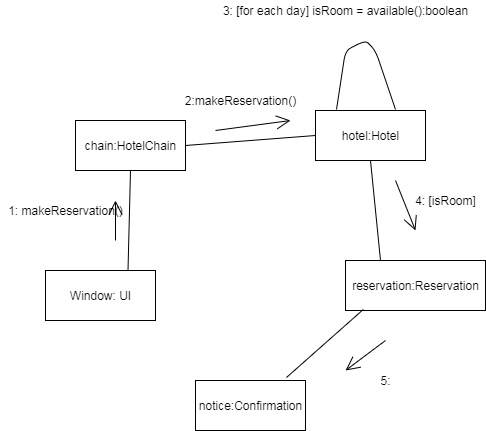 3: [for each day] isRoom = available():boolean
2:makeReservation()
chain:HotelChain
hotel:Hotel
1: makeReservation()
4: [isRoom]
Window: UI
reservation:Reservation
5:
notice:Confirmation